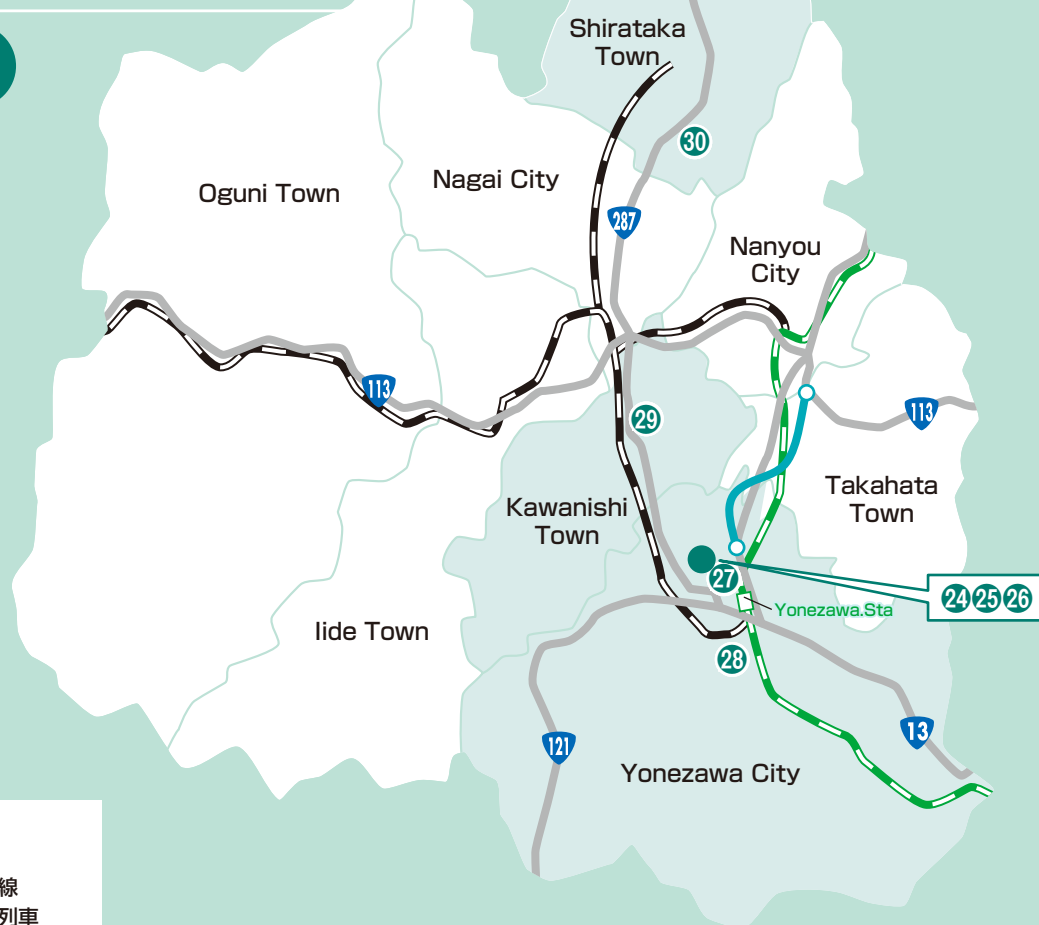 Shirataka
Town
30
Oguni Town
Nagai City
287
Nanyou
City
113
113
29
Takahata
Town
Kawanishi
Town
27
24 25 26
Yonezawa.Sta
Iide Town
28
121
13
Yonezawa City
線
列車